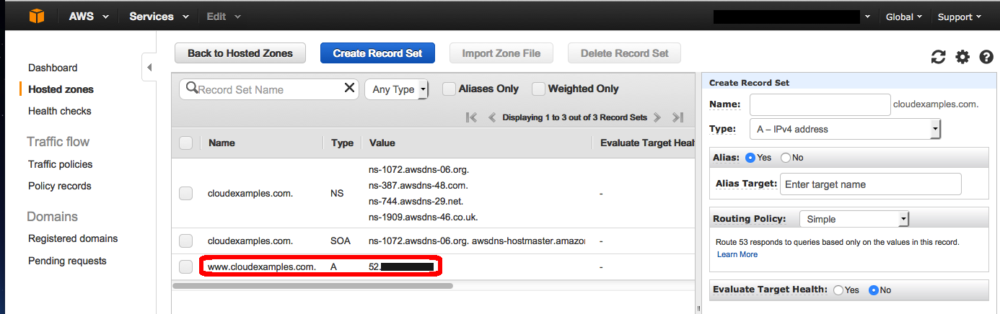 AWS Services Edit Global Support
Back to Hosted Zones Create Record Set Import Zone File Delete Record Set
Dashboard
Hosted zones
Health checks
Traffic flow
Traffic policies
Policy records
Domains
Registered domains
Pending requests
Record Set Name Any Type Aliases Only Weighted Only
Displaying 1 to 3 out of 3 Record Sets
Name Type Value Evaluate Target Heal
cloudexamples.com. NS ns-1072.awsdns-06.org. -
ns-387.awsdns-48.com.
ns-744.awsdns-29.net.
ns-1909.awsdns-46.co.uk.
cloudexamples.com. SOA ns-1072.awsdns-06.org. awsdns-hostmaster.amazon -
www.cloudexamples.com. A 52. -
Create Record Set
Name: cloudexamples.com.
Type: A – IPv4 address
Alias: Yes No
Alias Target: Enter target name
Routing Policy: Simple
Route 53 responds to queries based only on the values in this record.
Learn More
Evaluate Target Health: Yes No